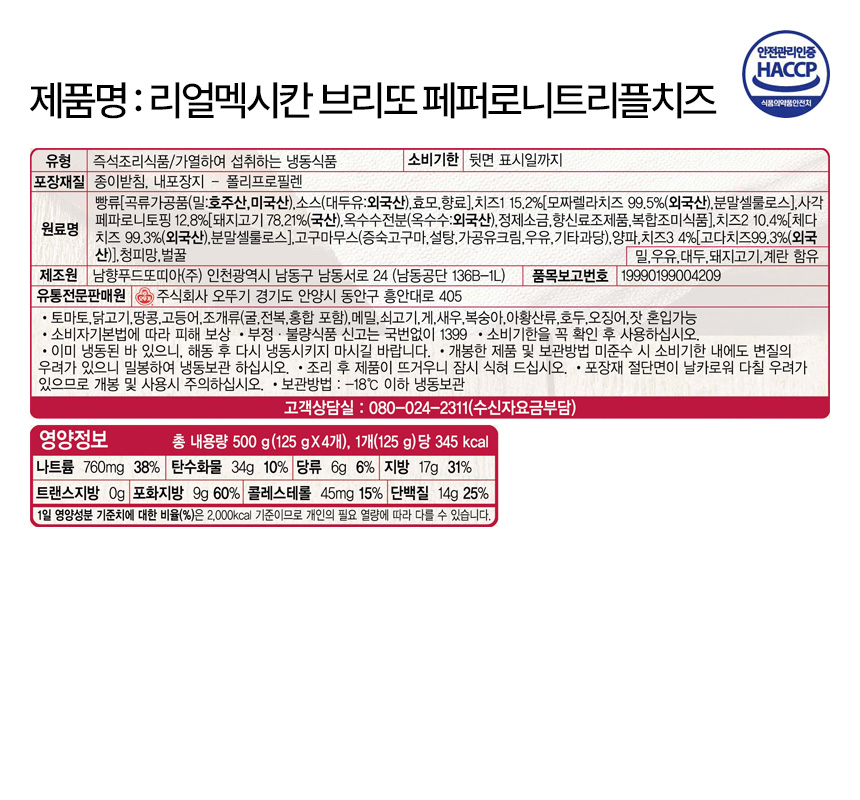 안전관리인증
HACCP
식품의약품안전처
제품명 : 리얼멕시칸 브리또 페퍼로니트리플치즈
유형 즉석조리식품/가열하여 섭취하는 냉동식품 소비기한 뒷면 표시일까지
포장재질 종이받침, 내포장지 - 폴리프로필렌
원료명 빵류[곡류가공품(밀:호주산,미국산),소스(대두유:외국산),효모,향료],치즈1 15.2%[모짜렐라치즈 99.5%(외국산),분말셀룰로스],사각
페파로니토핑 12.8%[돼지고기 78.21%(국산),옥수수전분(옥수수:외국산),정제소금,향신료조제품,복합조미식품],치즈2 10.4%[체다
치즈 99.3%(외국산),분말셀룰로스],고구마무스(증숙고구마,설탕,가공유크림,우유,기타과당),양파,치즈3 4%[고다치즈99.3%(외국
산)],청피망,벌꿀 밀,우유,대두,돼지고기,계란 함유
제조원 남향푸드또띠아(주) 인천광역시 남동구 남동서로 24 (남동공단 136B-1L) 품목보고번호 19990199004209
유통전문판매원 주식회사 오뚜기 경기도 안양시 동안구 흥안대로 405
• 토마토,닭고기,땅콩,고등어,조개류(굴,전복,홍합 포함),메밀,쇠고기,게,새우,복숭아,아황산류,호두,오징어,잣 혼입가능
• 소비자기본법에 따라 피해 보상 • 부정 · 불량식품 신고는 국번없이 1399 • 소비기한을 꼭 확인 후 사용하십시오.
• 이미 냉동된 바 있으니, 해동 후 다시 냉동시키지 마시길 바랍니다. • 개봉한 제품 및 보관방법 미준수 시 소비기한 내에도 변질의
우려가 있으니 밀봉하여 냉동보관 하십시오. • 조리 후 제품이 뜨거우니 잠시 식혀 드십시오. • 포장재 절단면이 날카로워 다칠 우려가
있으므로 개봉 및 사용시 주의하십시오. • 보관방법 : -18℃ 이하 냉동보관
고객상담실 : 080-024-2311(수신자요금부담)
영양정보 총 내용량 500 g(125 g X 4개), 1개(125 g)당 345 kcal
나트륨 760mg 38% 탄수화물 34g 10% 당류 6g 6% 지방 17g 31%
트랜스지방 0g 포화지방 9g 60% 콜레스테롤 45mg 15% 단백질 14g 25%
1일 영양성분 기준치에 대한 비율(%)은 2,000kcal 기준이므로 개인의 필요 열량에 따라 다를 수 있습니다.